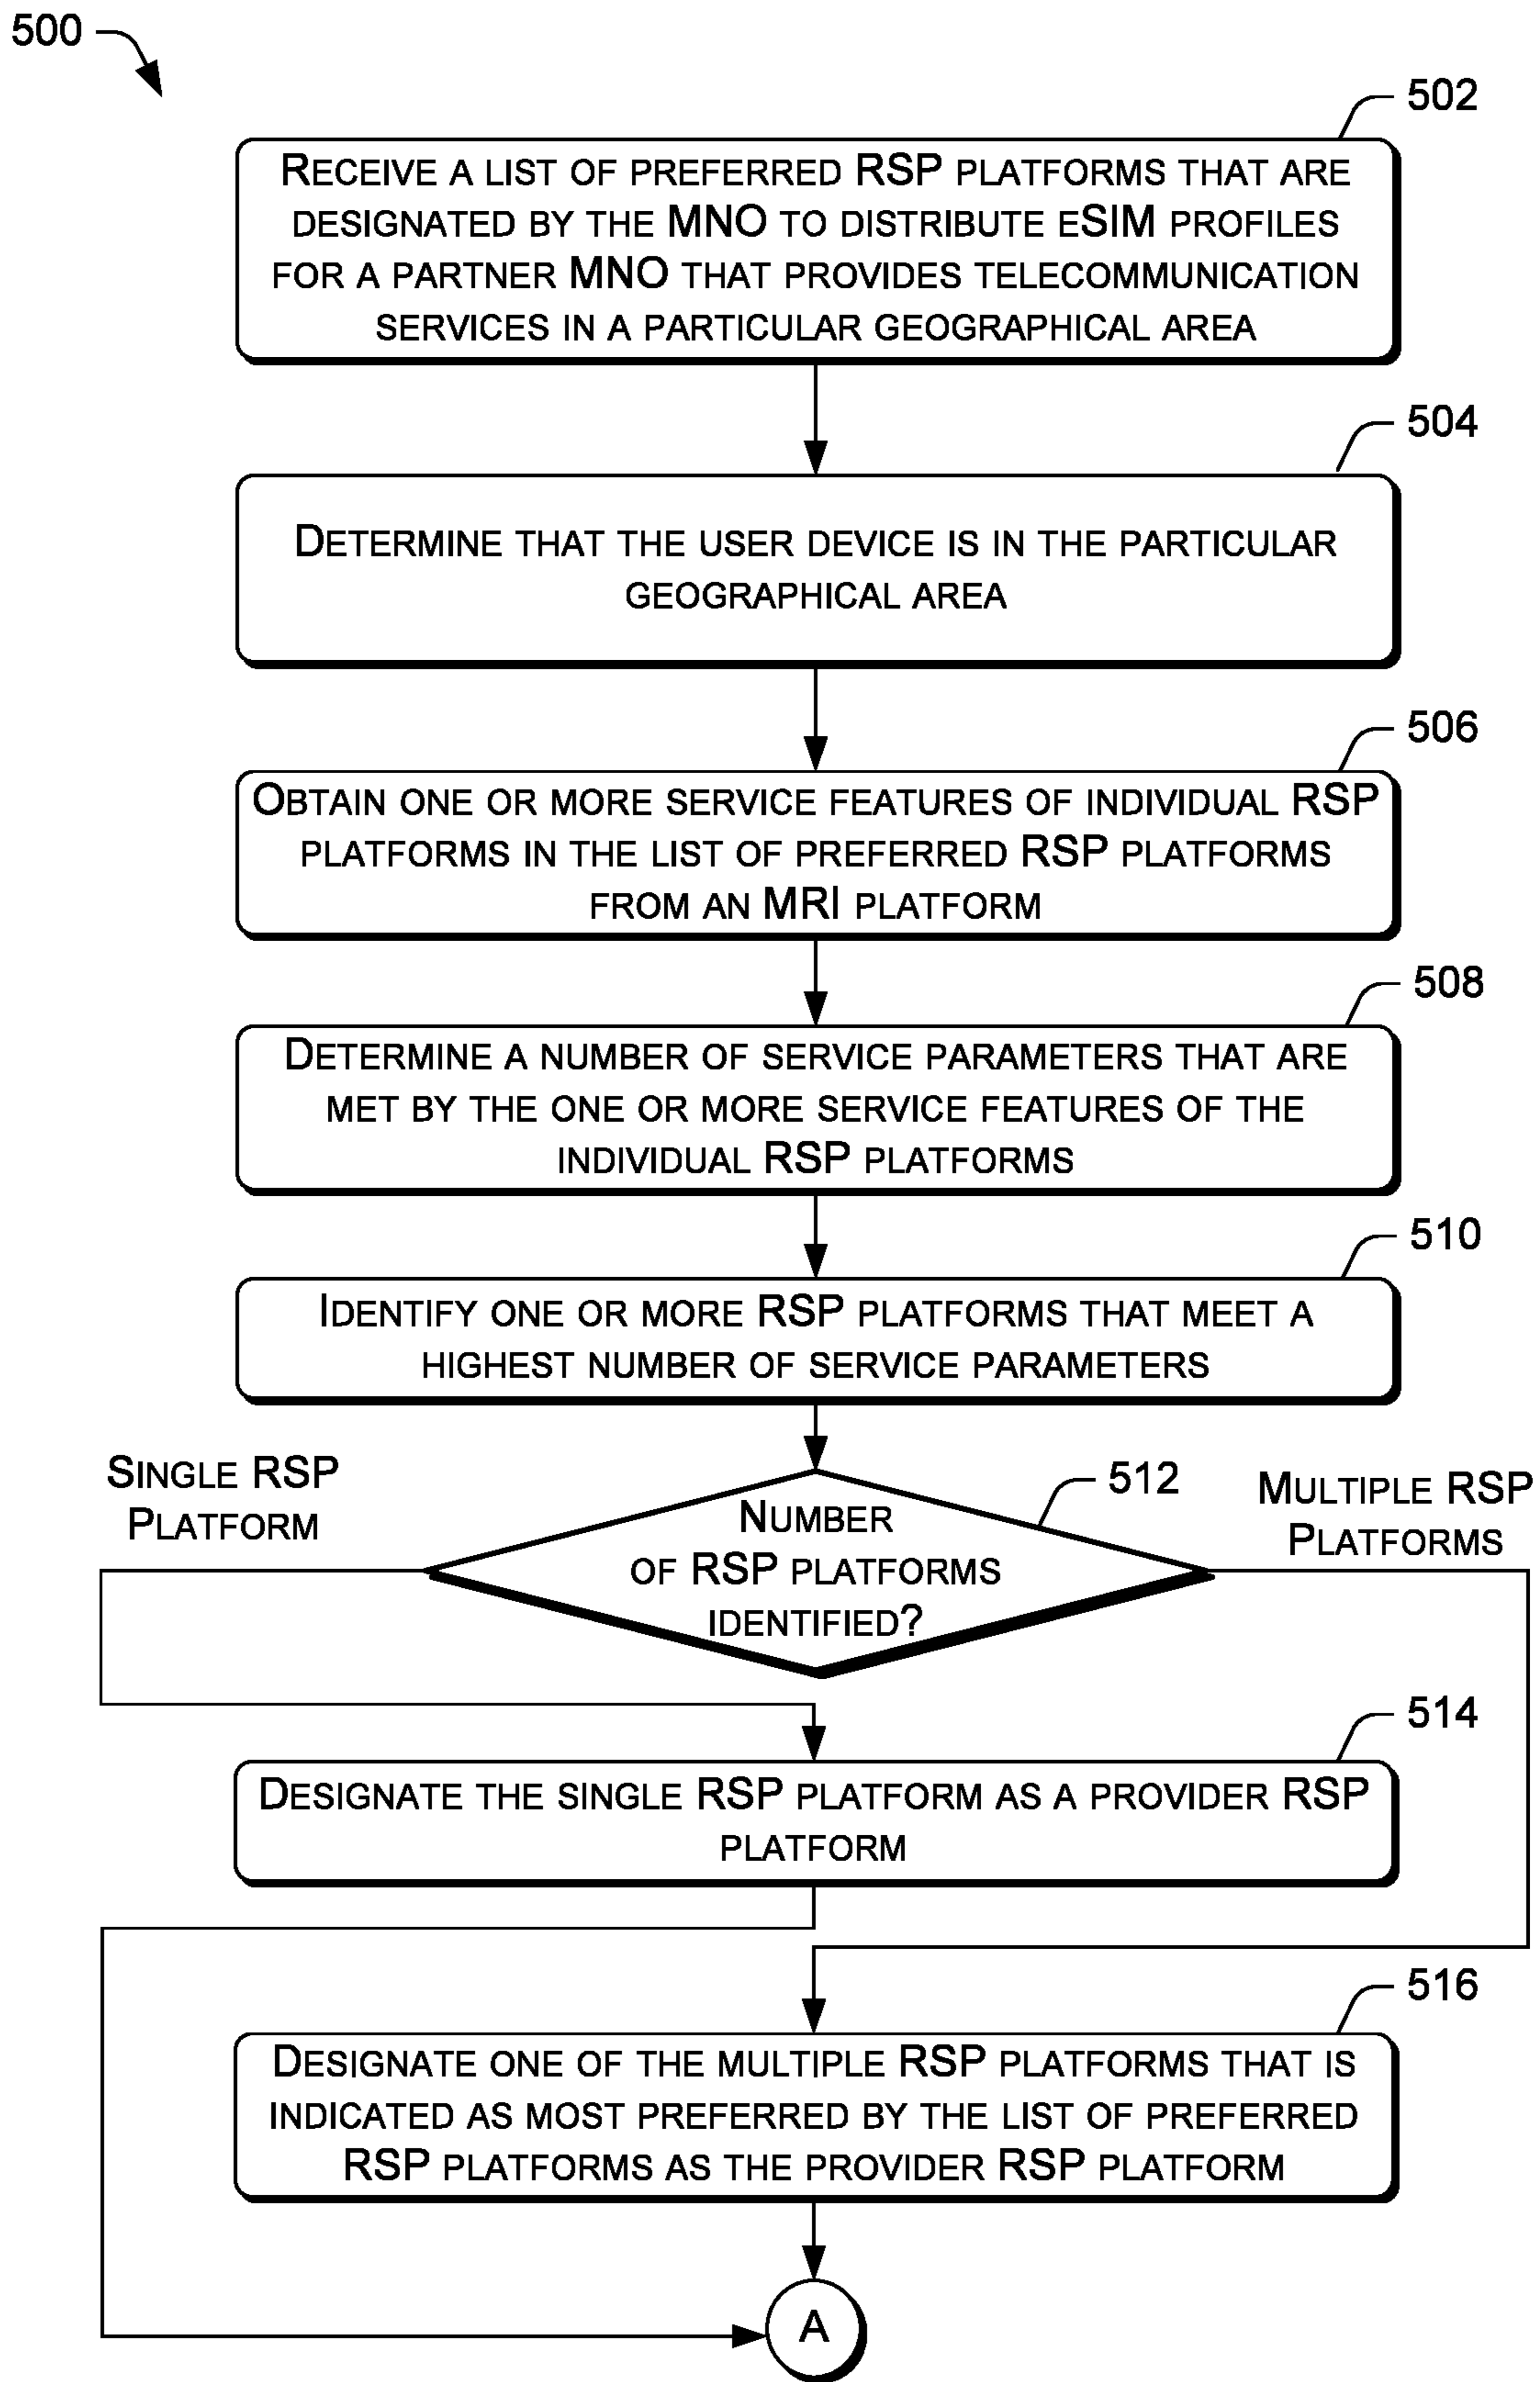 500
502
RECEIVE A LIST OF PREFERRED RSP PLATFORMS THAT ARE
DESIGNATED BY THE MNO TO DISTRIBUTE ESIM PROFILES
FOR A PARTNER MNO THAT PROVIDES TELECOMMUNICATION
SERVICES IN A PARTICULAR GEOGRAPHICAL AREA
504
DETERMINE THAT THE USER DEVICE IS IN THE PARTICULAR
GEOGRAPHICAL AREA
506
OBTAIN ONE OR MORE SERVICE FEATURES OF INDIVIDUAL RSP
PLATFORMS IN THE LIST OF PREFERRED RSP PLATFORMS
FROM AN MRI PLATFORM
508
DETERMINE A NUMBER OF SERVICE PARAMETERS THAT ARE
MET BY THE ONE OR MORE SERVICE FEATURES OF THE
INDIVIDUAL RSP PLATFORMS
510
IDENTIFY ONE OR MORE RSP PLATFORMS THAT MEET A
HIGHEST NUMBER OF SERVICE PARAMETERS
SINGLE RSP
PLATFORM
512
NUMBER
OF RSP PLATFORMS
IDENTIFIED?
MULTIPLE RSP
PLATFORMS
514
DESIGNATE THE SINGLE RSP PLATFORM AS A PROVIDER RSP
PLATFORM
516
DESIGNATE ONE OF THE MULTIPLE RSP PLATFORMS THAT IS
INDICATED AS MOST PREFERRED BY THE LIST OF PREFERRED
RSP PLATFORMS AS THE PROVIDER RSP PLATFORM
A